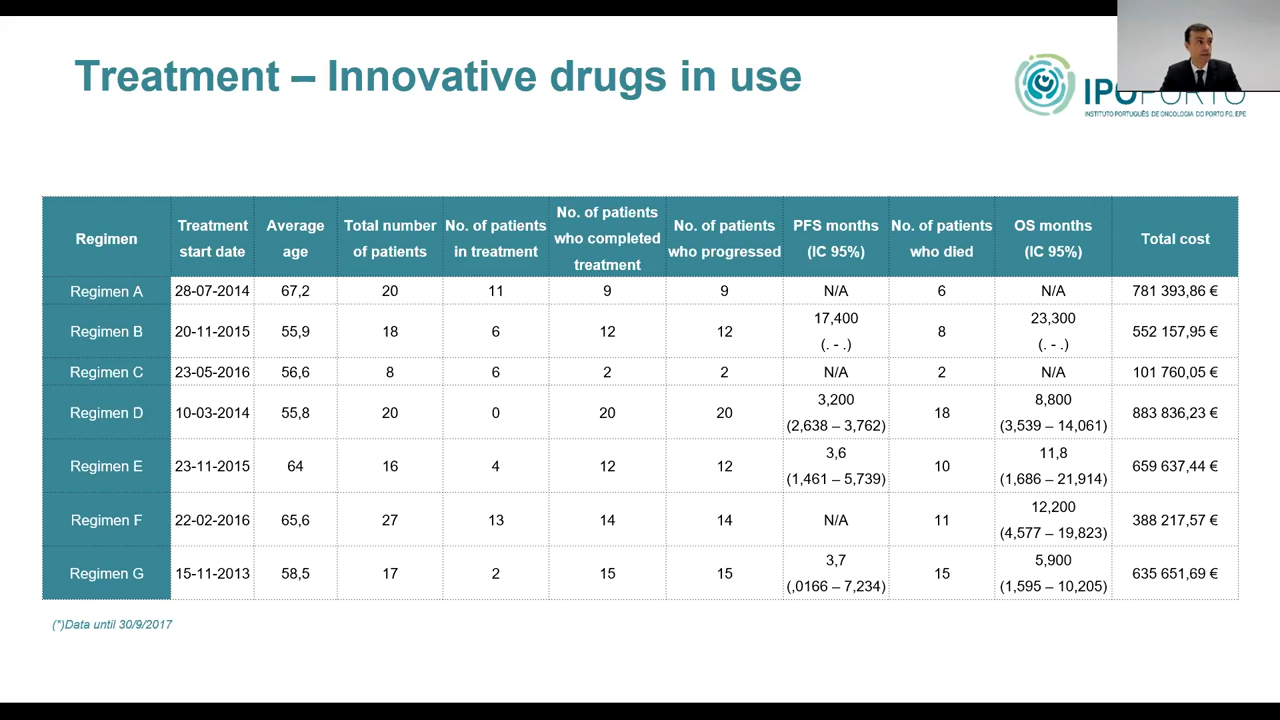 Treatment – Innovative drugs in use
IPOPORTO
INSTITUTO PORTUGUÊS DE ONCOLOGIA DO PORTO FG, EPE
Regimen
Treatment
start date
Average
age
Total number
of patients
No. of patients
in treatment
No. of patients
who completed
treatment
No. of patients
who progressed
PFS months
(IC 95%)
No. of patients
who died
OS months
(IC 95%)
Total cost
Regimen A 28-07-2014 67,2 20 11 9 9 N/A 6 N/A 781 393,86 €
Regimen B 20-11-2015 55,9 18 6 12 12 17,400 (. - .) 8 23,300 (. - .) 552 157,95 €
Regimen C 23-05-2016 56,6 8 6 2 2 N/A 2 N/A 101 760,05 €
Regimen D 10-03-2014 55,8 20 0 20 20 3,200 (2,638 – 3,762) 18 8,800 (3,539 – 14,061) 883 836,23 €
Regimen E 23-11-2015 64 16 4 12 12 3,6 (1,461 – 5,739) 10 11,8 (1,686 – 21,914) 659 637,44 €
Regimen F 22-02-2016 65,6 27 13 14 14 N/A 11 12,200 (4,577 – 19,823) 388 217,57 €
Regimen G 15-11-2013 58,5 17 2 15 15 3,7 (,0166 – 7,234) 15 5,900 (1,595 – 10,205) 635 651,69 €
(*)Data until 30/9/2017